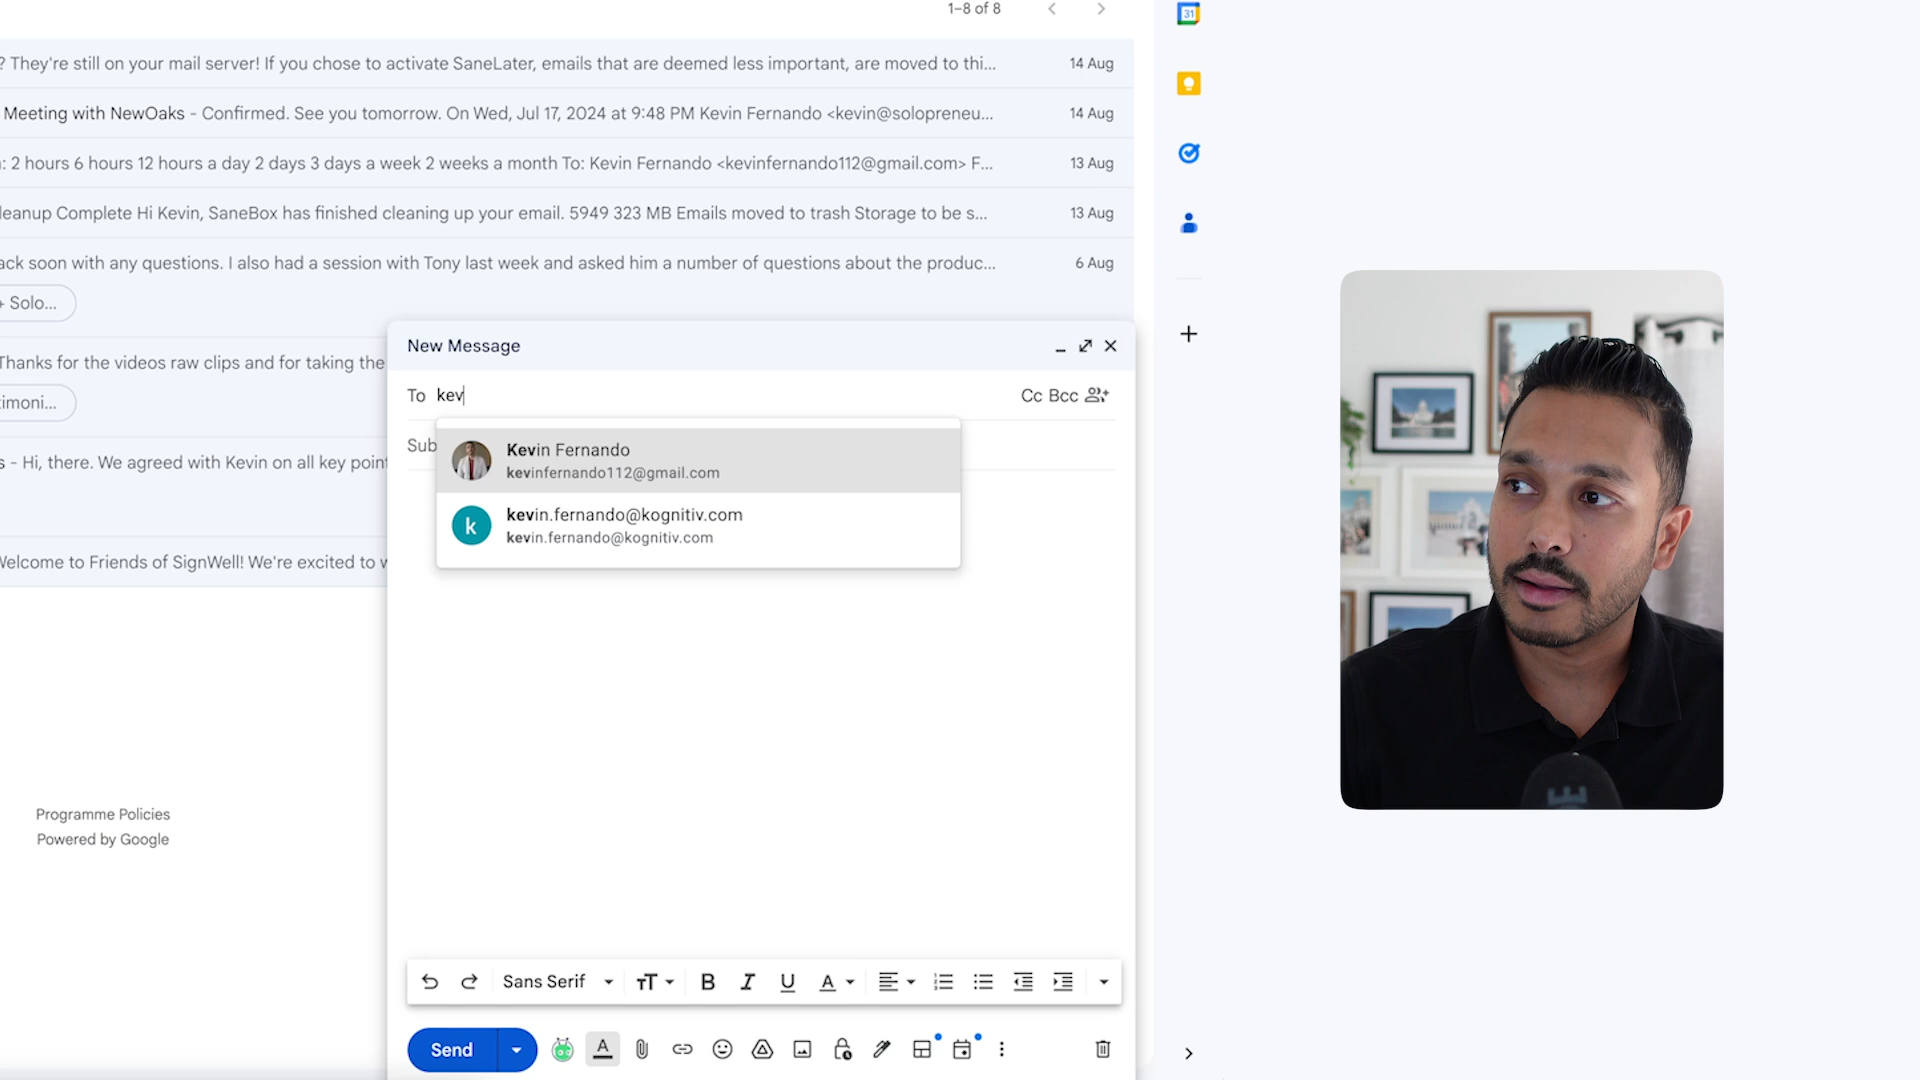 1–8 of 8
? They're still on your mail server! If you chose to activate SaneLater, emails that are deemed less important, are moved to thi... 14 Aug
Meeting with NewOaks - Confirmed. See you tomorrow. On Wed, Jul 17, 2024 at 9:48 PM Kevin Fernando <kevin@solopreneu... 14 Aug
: 2 hours 6 hours 12 hours a day 2 days 3 days a week 2 weeks a month To: Kevin Fernando <kevinfernando112@gmail.com> F... 13 Aug
leanup Complete Hi Kevin, SaneBox has finished cleaning up your email. 5949 323 MB Emails moved to trash Storage to be s... 13 Aug
ack soon with any questions. I also had a session with Tony last week and asked him a number of questions about the produc... 6 Aug
+ Solo...
Thanks for the videos raw clips and for taking the
imoni...
s - Hi, there. We agreed with Kevin on all key point
Welcome to Friends of SignWell! We're excited to w
Programme Policies
Powered by Google
New Message
To kev Cc Bcc
Sub
Kevin Fernando
kevinfernando112@gmail.com
k
kevin.fernando@kognitiv.com
kevin.fernando@kognitiv.com
Sans Serif
B I U A
Send A
31